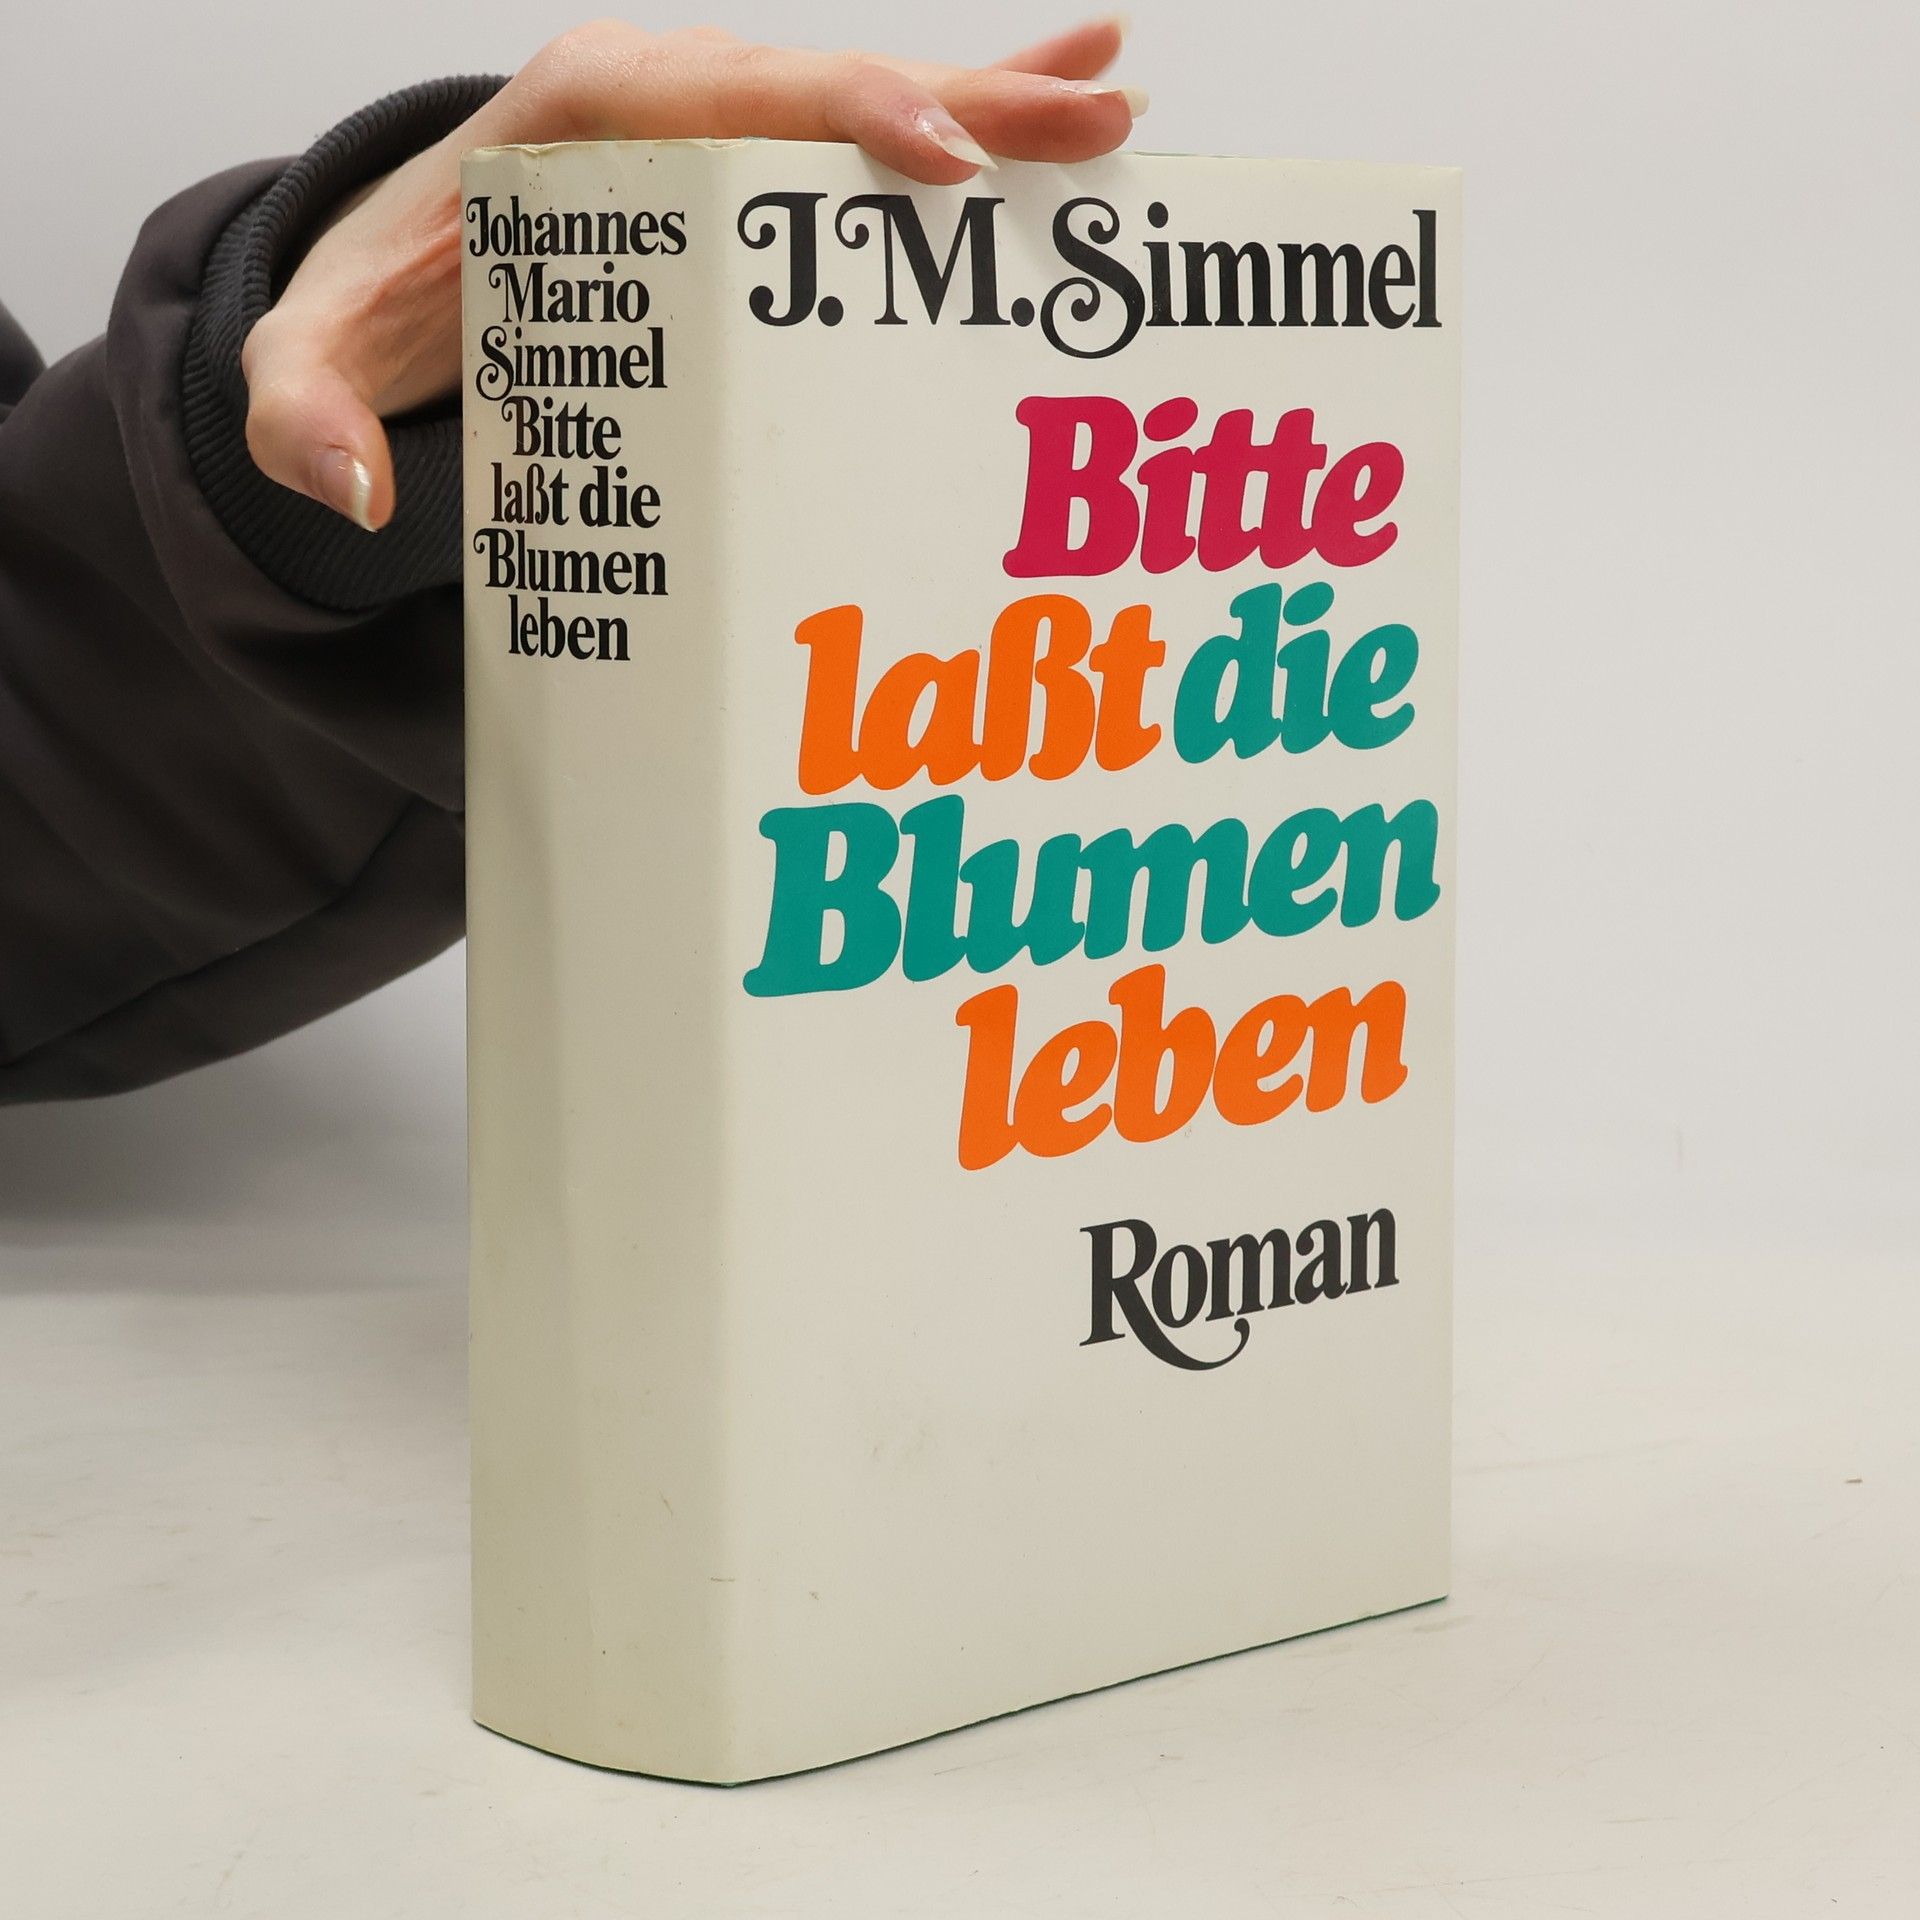 Johannes
Mario
Simmel
Bitte
laßt die
Blumen
leben
J. M. Simmel
Bitte
laßt die
Blumen
leben
Roman